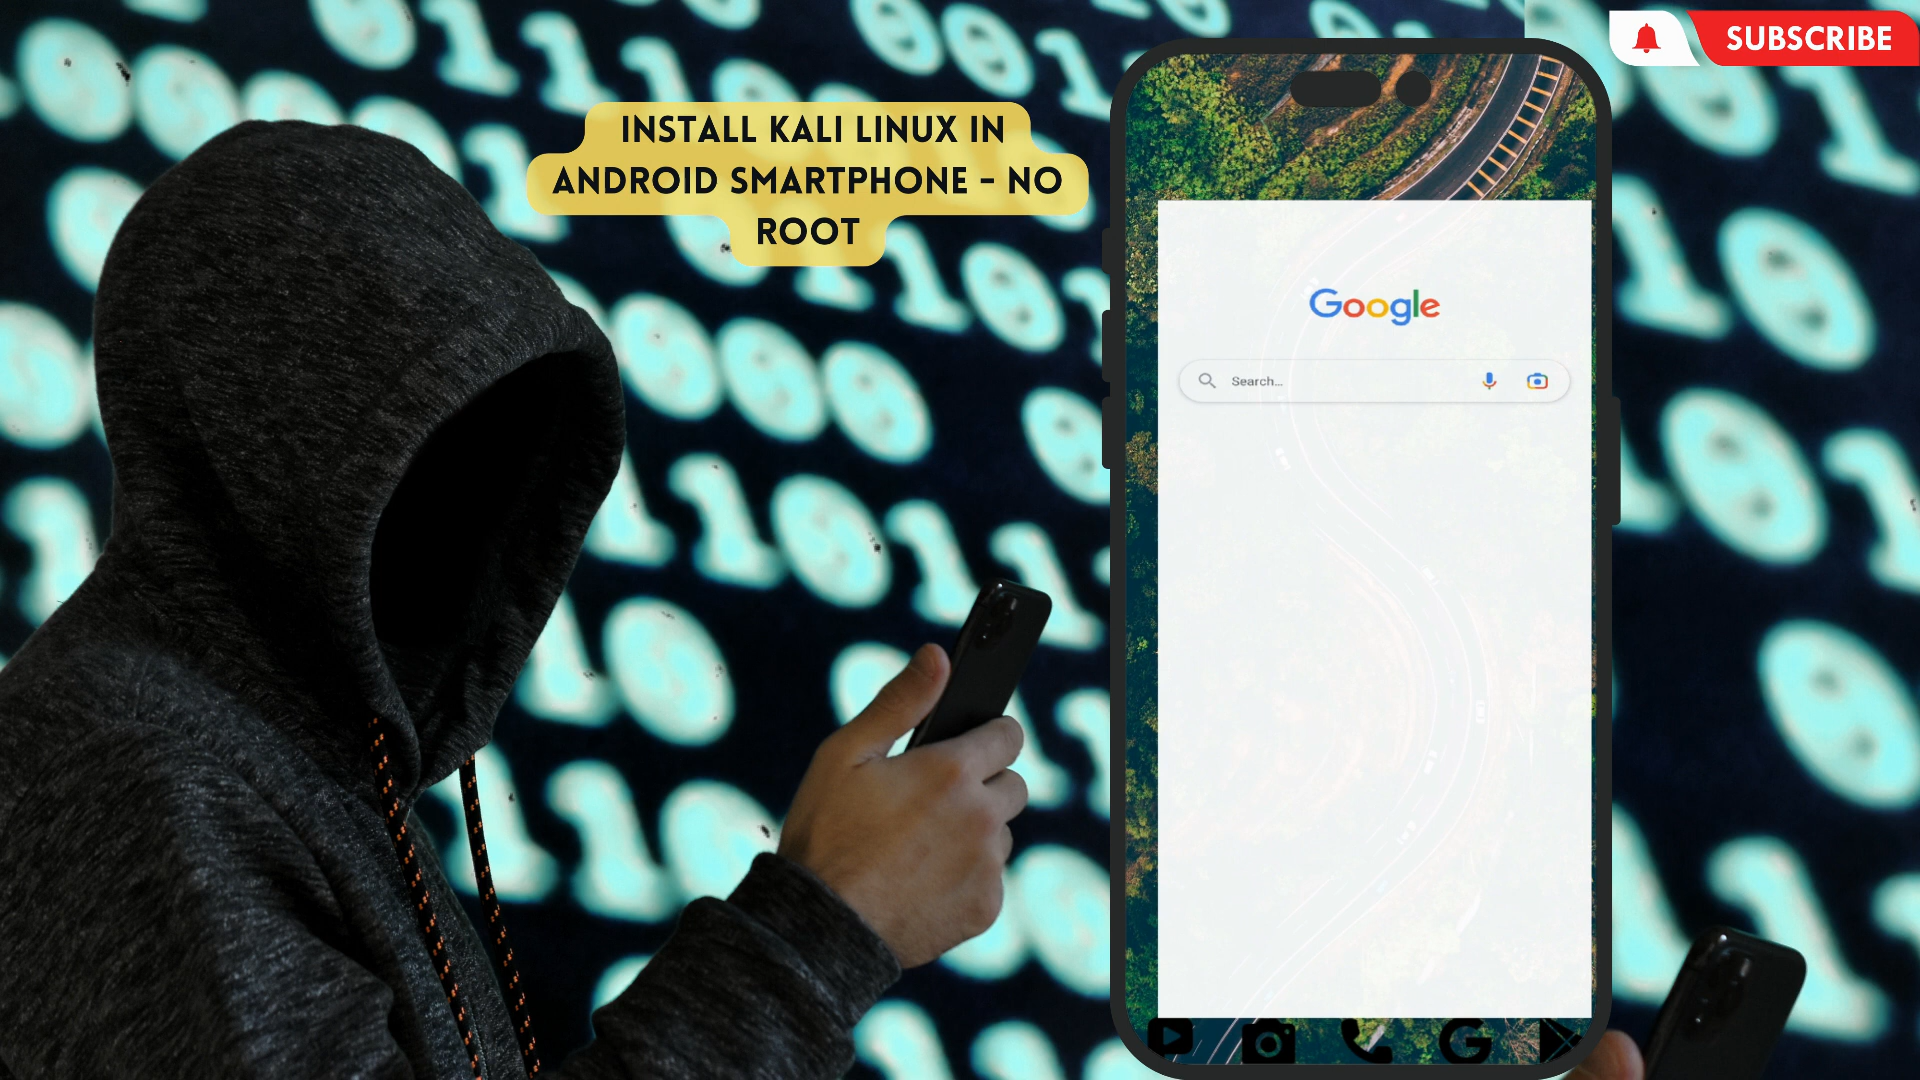 SUBSCRIBE
INSTALL KALI LINUX IN
ANDROID SMARTPHONE - NO
ROOT
Google
Search...